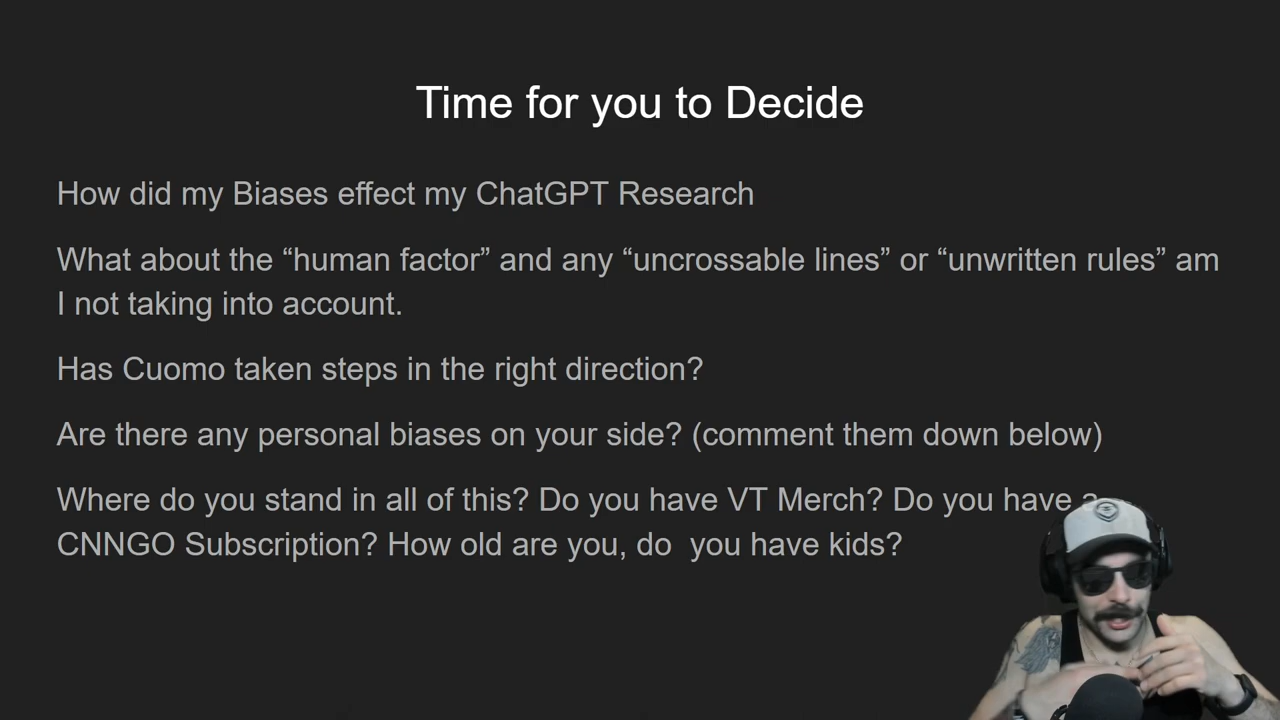 Time for you to Decide
How did my Biases effect my ChatGPT Research
What about the “human factor” and any “uncrossable lines” or “unwritten rules” am
I not taking into account.
Has Cuomo taken steps in the right direction?
Are there any personal biases on your side? (comment them down below)
Where do you stand in all of this? Do you have VT Merch? Do you have a
CNNGO Subscription? How old are you, do  you have kids?